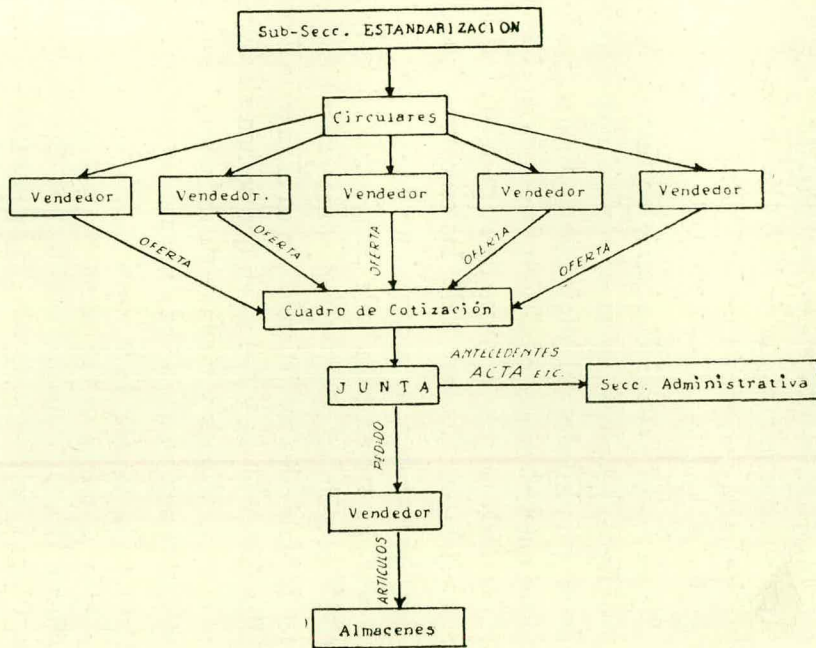 Sub-Secc. ESTANDARIZACION
Circulares
Vendedor
Vendedor.
Vendedor
Vendedor
Vendedor
OFERTA
OFERTA
OFERTA
OFERTA
OFERTA
Cuadro de Cotización
ANTECEDENTES
ACTA ETC.
JUNTA
Secc. Administrativa
PEDIDO
Vendedor
ARTICULOS
Almacenes